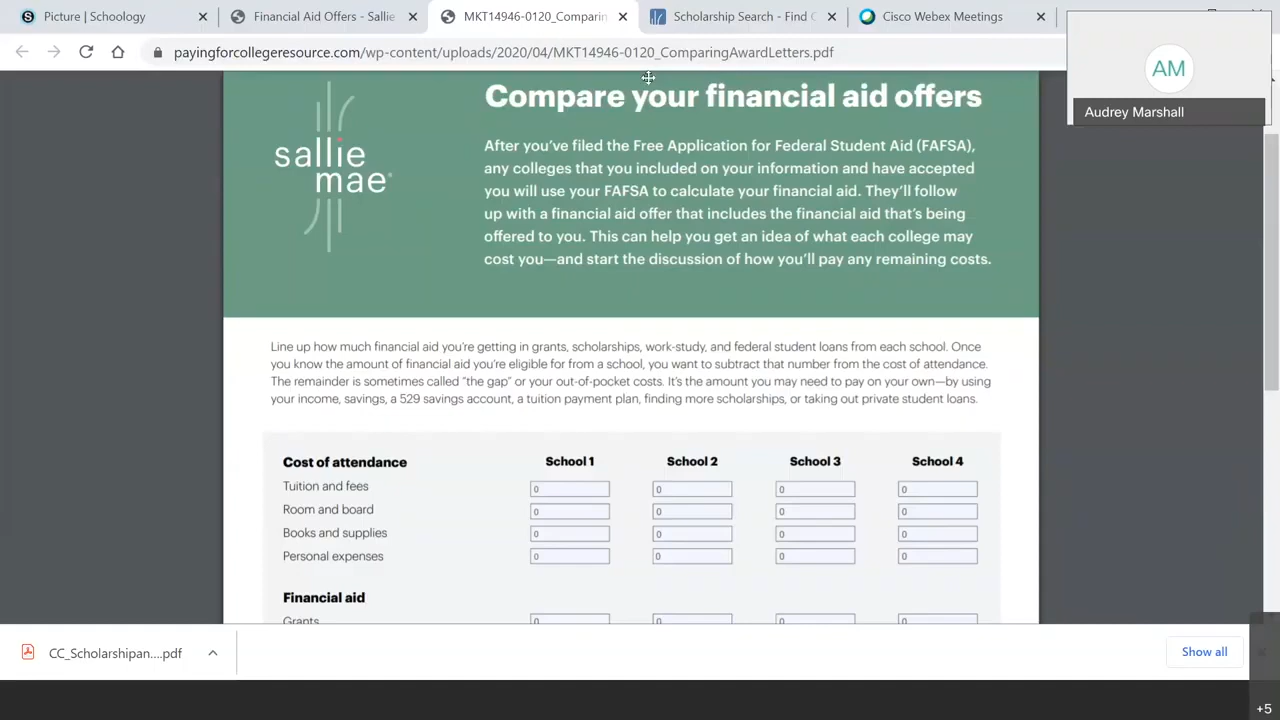 Picture | Schoology
Financial Aid Offers - Sallie
MKT14946-0120_Comparin
Scholarship Search - Find C
Cisco Webex Meetings
payingforcollegeresource.com/wp-content/uploads/2020/04/MKT14946-0120_ComparingAwardLetters.pdf
AM
Audrey Marshall
sallie
mae
Compare your financial aid offers
After you've filed the Free Application for Federal Student Aid (FAFSA),
any colleges that you included on your information and have accepted
you will use your FAFSA to calculate your financial aid. They'll follow
up with a financial aid offer that includes the financial aid that's being
offered to you. This can help you get an idea of what each college may
cost you—and start the discussion of how you'll pay any remaining costs.
Line up how much financial aid you're getting in grants, scholarships, work-study, and federal student loans from each school. Once
you know the amount of financial aid you're eligible for from a school, you want to subtract that number from the cost of attendance.
The remainder is sometimes called "the gap" or your out-of-pocket costs. It's the amount you may need to pay on your own—by using
your income, savings, a 529 savings account, a tuition payment plan, finding more scholarships, or taking out private student loans.
Cost of attendance School 1 School 2 School 3 School 4
Tuition and fees 0 0 0 0
Room and board 0 0 0 0
Books and supplies 0 0 0 0
Personal expenses 0 0 0 0
Financial aid
Grants 0 0 0 0
CC_Scholarshipan....pdf
Show all
+5